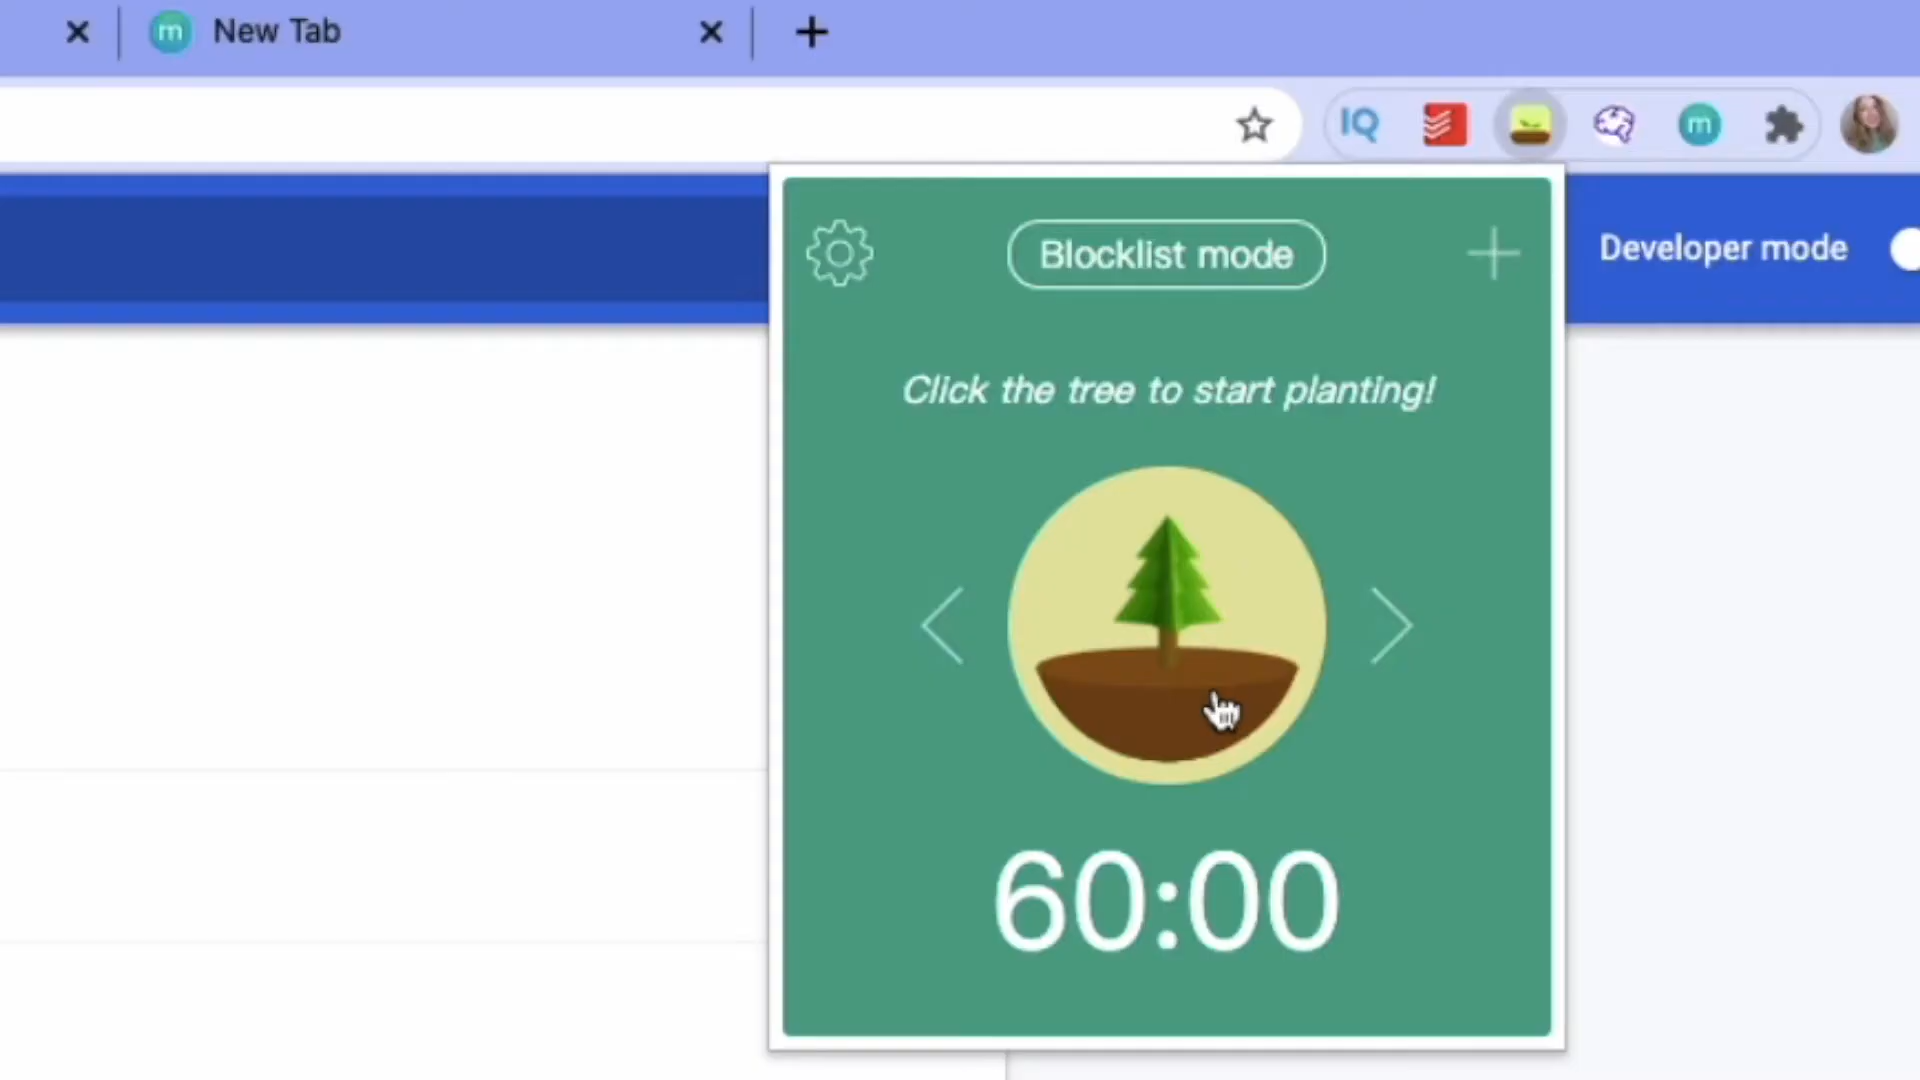 m New Tab
IQ
m
Blocklist mode
Developer mode
Click the tree to start planting!
60:00